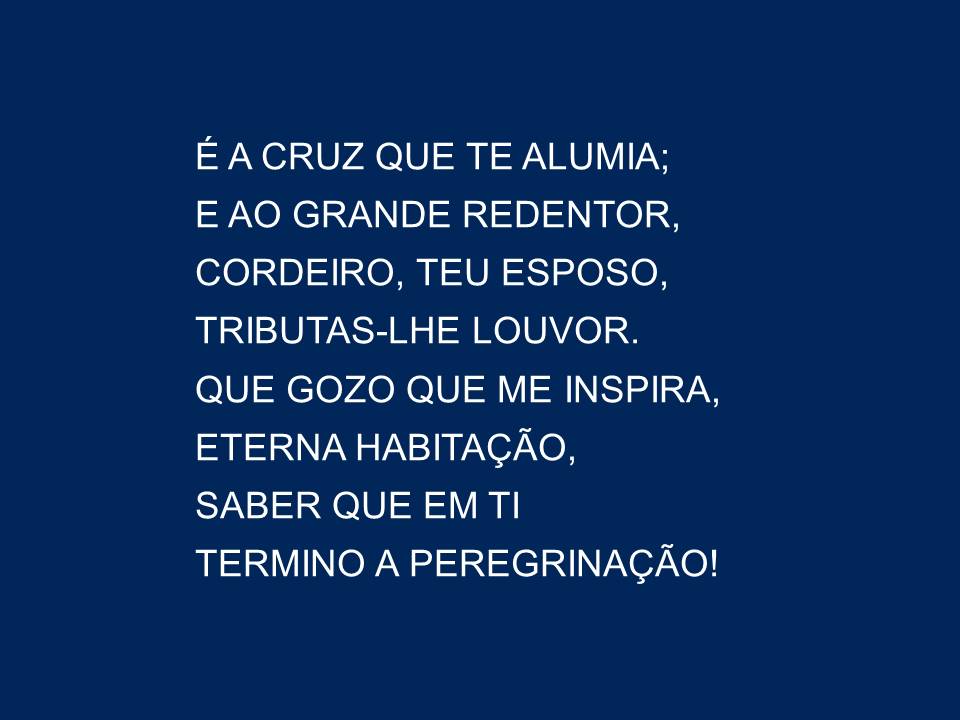 É A CRUZ QUE TE ALUMIA;
E AO GRANDE REDENTOR,
CORDEIRO, TEU ESPOSO,
TRIBUTAS-LHE LOUVOR.
QUE GOZO QUE ME INSPIRA,
ETERNA HABITAÇÃO,
SABER QUE EM TI
TERMINO A PEREGRINAÇÃO!